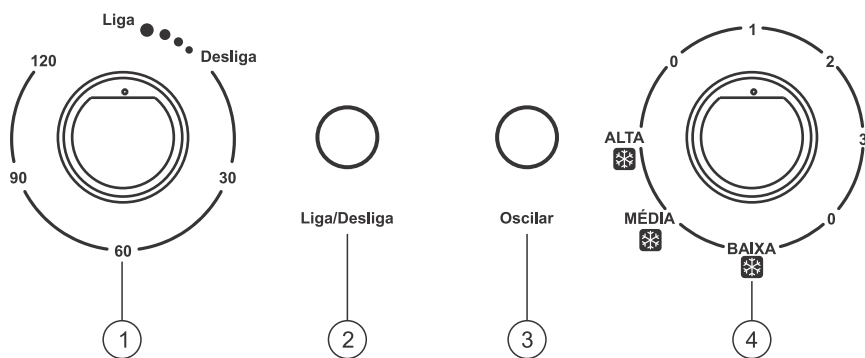 Liga
Desliga
120
90
60
30
Liga/Desliga
Oscilar
0
1
2
3
0
ALTA
MÉDIA
BAIXA
1
2
3
4